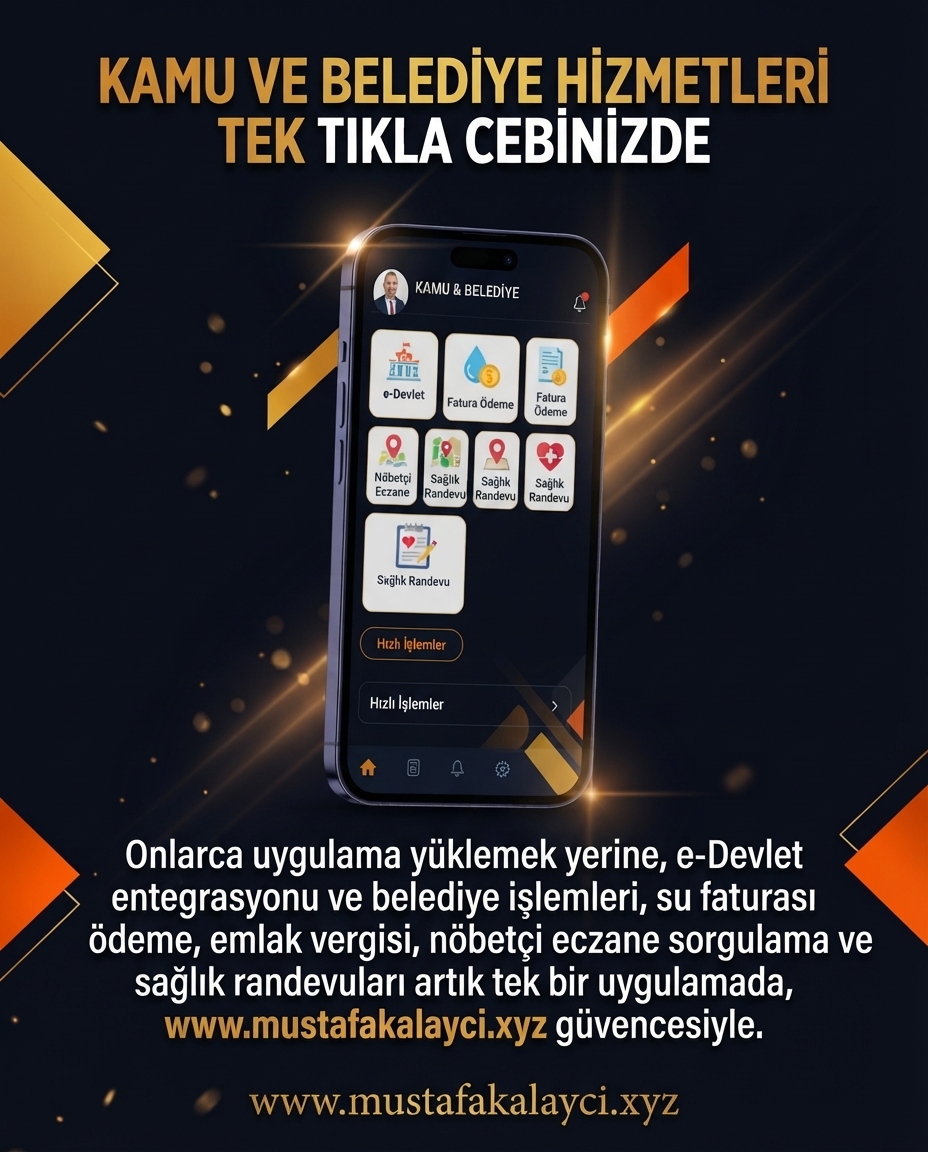 KAMU VE BELEDİYE HİZMETLERİ
TEK TIKLA CEBİNİZDE
KAMU & BELEDİYE
e-Devlet
Fatura Ödeme
Fatura
Ödeme
Nöbetçi
Eczane
Sağlık
Randevu
Sağhk
Randevu
Sağhk
Randevu
Sağhk Randevu
Hızlı İşlemler
Hızlı İşlemler
Onlarca uygulama yüklemek yerine, e-Devlet
entegrasyonu ve belediye işlemleri, su faturası
ödeme, emlak vergisi, nöbetçi eczane sorgulama ve
sağlık randevuları artık tek bir uygulamada,
www.mustafakalayci.xyz güvencesiyle.
www.mustafakalayci.xyz